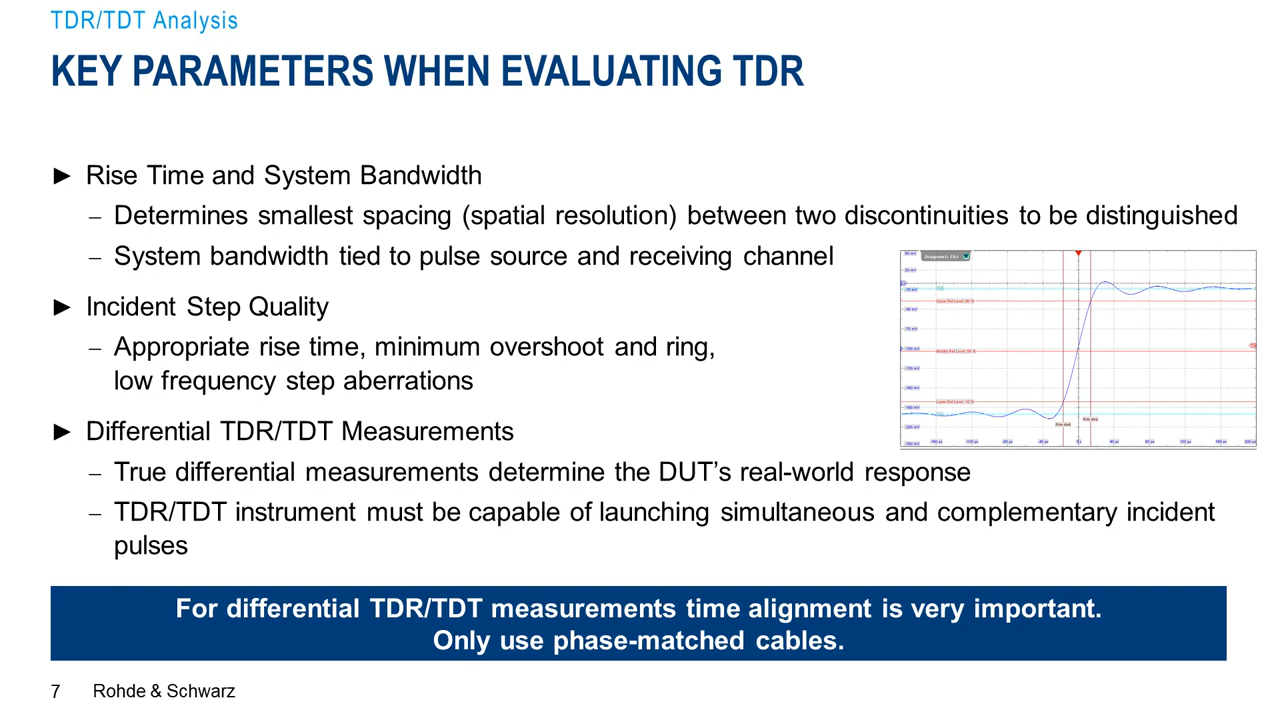 TDR/TDT Analysis
KEY PARAMETERS WHEN EVALUATING TDR
► Rise Time and System Bandwidth
– Determines smallest spacing (spatial resolution) between two discontinuities to be distinguished
– System bandwidth tied to pulse source and receiving channel
► Incident Step Quality
– Appropriate rise time, minimum overshoot and ring,
low frequency step aberrations
► Differential TDR/TDT Measurements
– True differential measurements determine the DUT’s real-world response
– TDR/TDT instrument must be capable of launching simultaneous and complementary incident
pulses
Diagram1: Ch1
For differential TDR/TDT measurements time alignment is very important.
Only use phase-matched cables.
7 Rohde & Schwarz